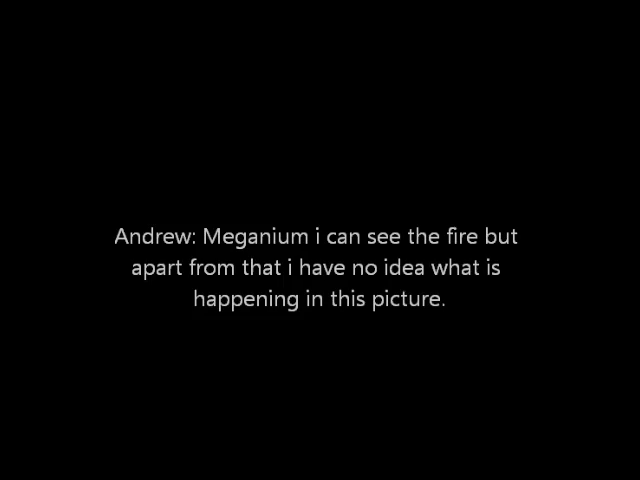 Andrew: Meganium i can see the fire but
apart from that i have no idea what is
happening in this picture.